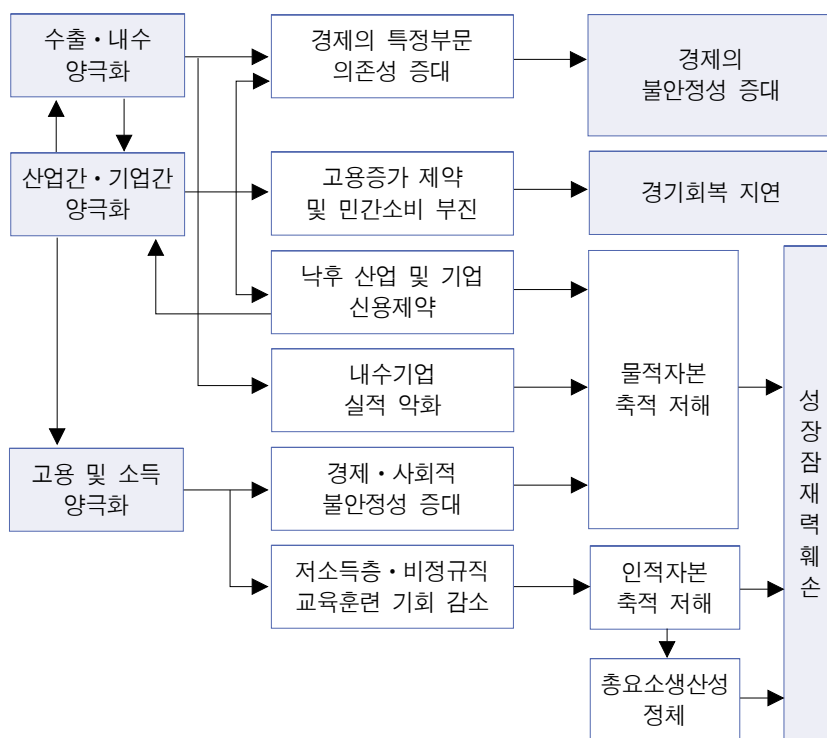 수출·내수
양극화
경제의 특정부문
의존성 증대
경제의
불안정성 증대
산업간·기업간
양극화
고용증가 제약
및 민간소비 부진
경기회복 지연
낙후 산업 및 기업
신용제약
내수기업
실적 악화
물적자본
축적 저해
고용 및 소득
양극화
경제·사회적
불안정성 증대
저소득층·비정규직
교육훈련 기회 감소
인적자본
축적 저해
총요소생산성
정체
성장잠재력훼손